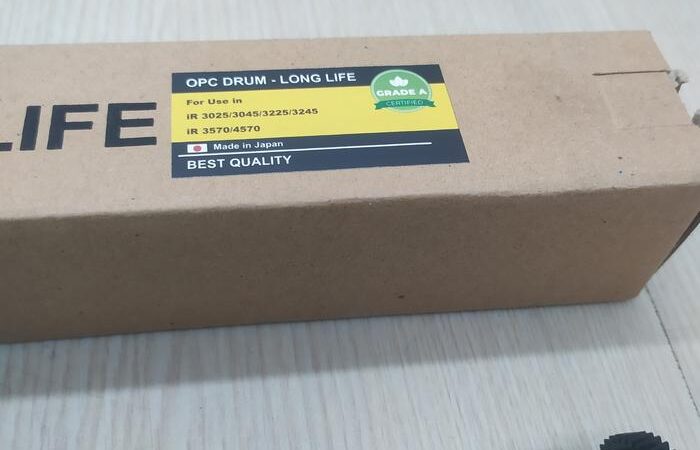 LIFE
OPC DRUM - LONG LIFE
GRADE A
CERTIFIED
For Use in
iR 3025/3045/3225/3245
iR 3570/4570
Made in Japan
BEST QUALITY